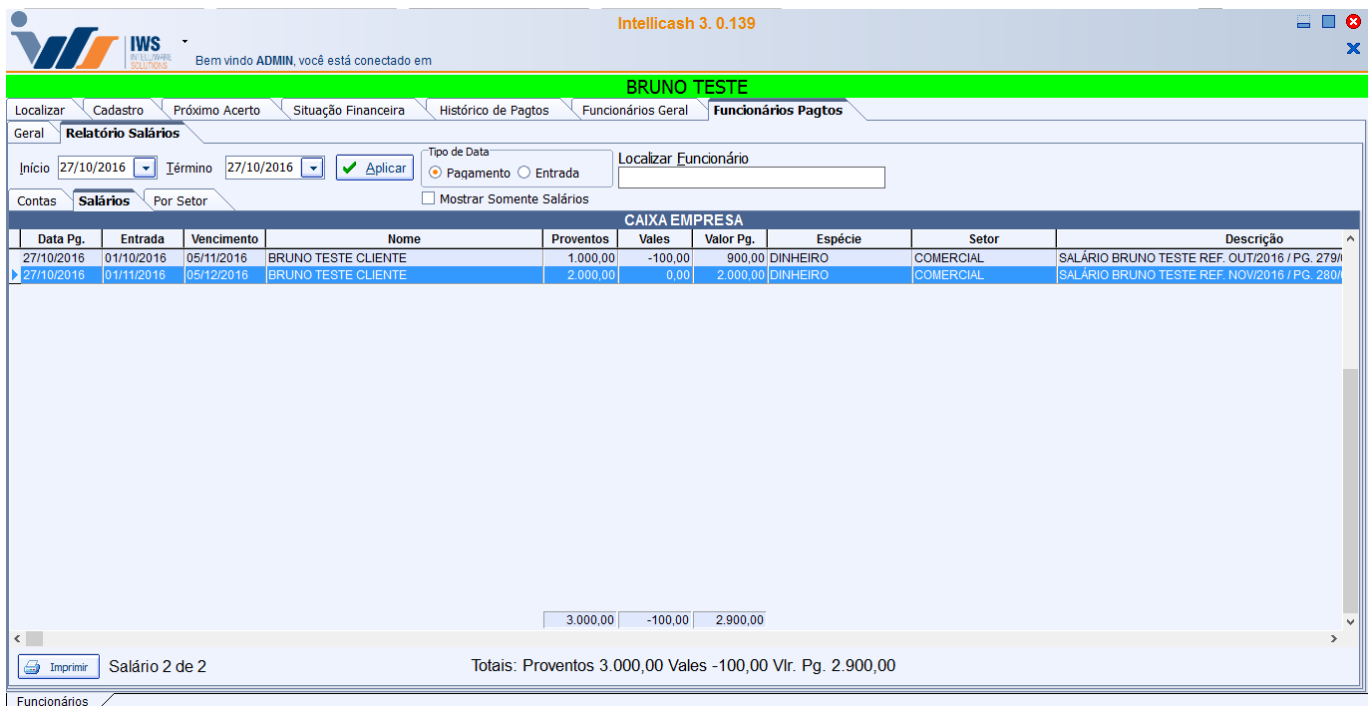 Intellicash 3. 0.139
IWS
INTELLIWARE
SOLUTIONS
Bem vindo ADMIN, você está conectado em
BRUNO TESTE
Localizar Cadastro Próximo Acerto Situação Financeira Histórico de Pagtos Funcionários Geral Funcionários Pagtos
Geral Relatório Salários
Início 27/10/2016 Término 27/10/2016 Aplicar
Tipo de Data
Pagamento Entrada
Localizar Funcionário
Mostrar Somente Salários
Contas Salários Por Setor
CAIXA EMPRESA
Data Pg. Entrada Vencimento Nome Proventos Vales Valor Pg. Espécie Setor Descrição
27/10/2016 01/10/2016 05/11/2016 BRUNO TESTE CLIENTE 1.000,00 -100,00 900,00 DINHEIRO COMERCIAL SALÁRIO BRUNO TESTE REF. OUT/2016 / PG. 279/
27/10/2016 01/11/2016 05/12/2016 BRUNO TESTE CLIENTE 2.000,00 0,00 2.000,00 DINHEIRO COMERCIAL SALÁRIO BRUNO TESTE REF. NOV/2016 / PG. 280/
3.000,00 -100,00 2.900,00
Imprimir Salário 2 de 2 Totais: Proventos 3.000,00 Vales -100,00 Vlr. Pg. 2.900,00
Funcionários